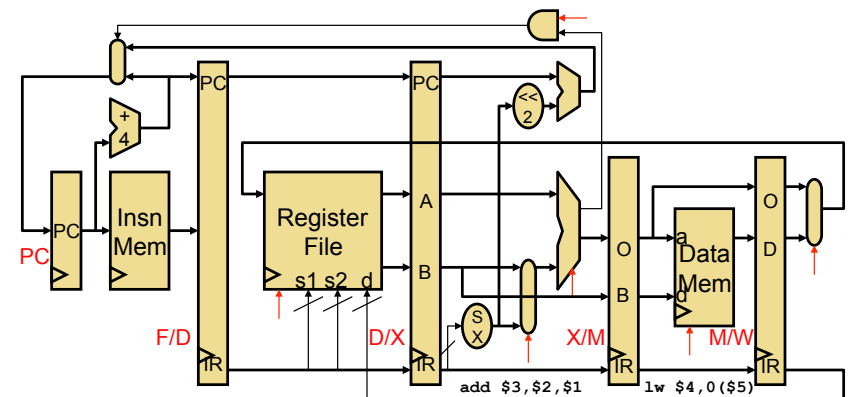 PC
PC
<<
2
+
4
PC
PC
Insn
Mem
Register
File
s1 s2 d
A
B
S
X
O
B
a
Data
Mem
d
O
D
F/D
D/X
X/M
M/W
IR
IR
IR
IR
add $3,$2,$1
lw $4,0($5)